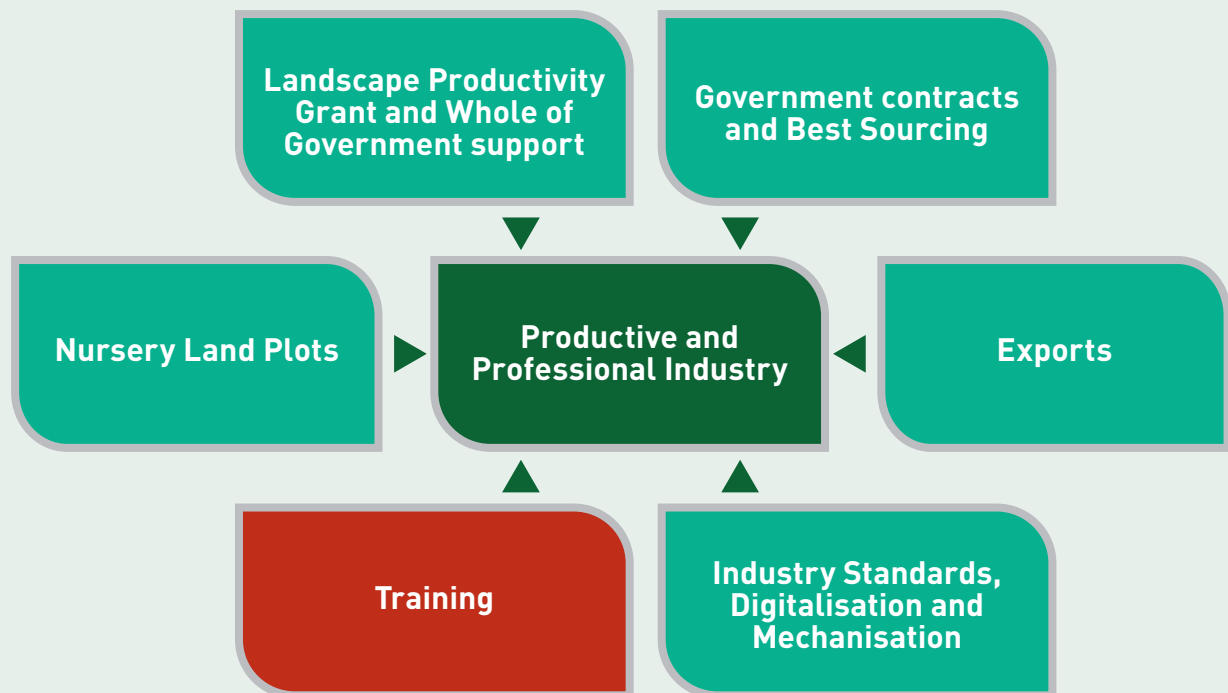 Landscape Productivity
Grant and Whole of
Government support
Government contracts
and Best Sourcing
Nursery Land Plots
Productive and
Professional Industry
Exports
Training
Industry Standards,
Digitalisation and
Mechanisation